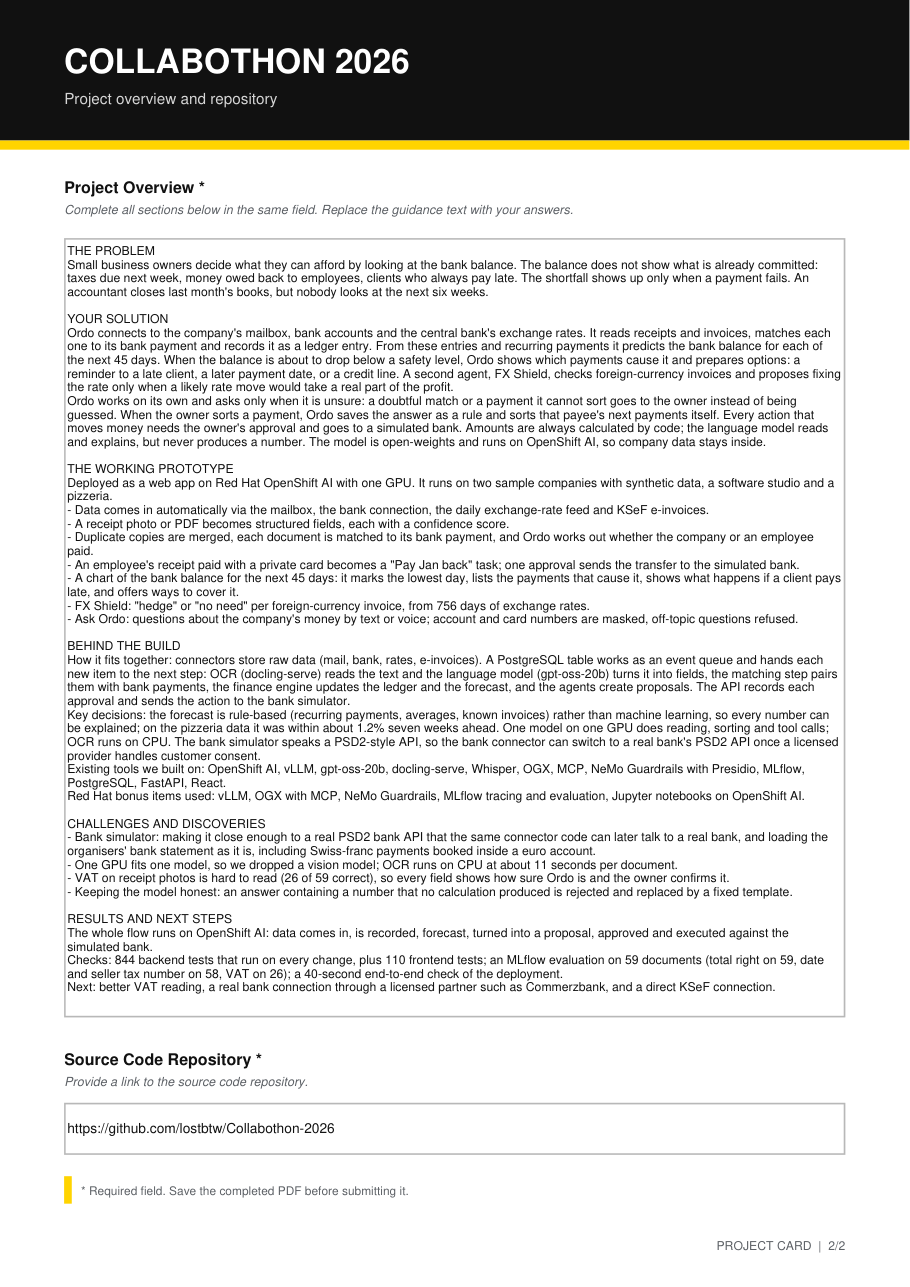 COLLABOTHON 2026
Project overview and repository
Project Overview *
Complete all sections below in the same field. Replace the guidance text with your answers.
THE PROBLEM
Small business owners decide what they can afford by looking at the bank balance. The balance does not show what is already committed:
taxes due next week, money owed back to employees, clients who always pay late. The shortfall shows up only when a payment fails. An
accountant closes last month's books, but nobody looks at the next six weeks.
YOUR SOLUTION
Ordo connects to the company's mailbox, bank accounts and the central bank's exchange rates. It reads receipts and invoices, matches each
one to its bank payment and records it as a ledger entry. From these entries and recurring payments it predicts the bank balance for each of
the next 45 days. When the balance is about to drop below a safety level, Ordo shows which payments cause it and prepares options: a
reminder to a late client, a later payment date, or a credit line. A second agent, FX Shield, checks foreign-currency invoices and proposes fixing
the rate only when a likely rate move would take a real part of the profit.
Ordo works on its own and asks only when it is unsure: a doubtful match or a payment it cannot sort goes to the owner instead of being
guessed. When the owner sorts a payment, Ordo saves the answer as a rule and sorts that payee's next payments itself. Every action that
moves money needs the owner's approval and goes to a simulated bank. Amounts are always calculated by code; the language model reads
and explains, but never produces a number. The model is open-weights and runs on OpenShift AI, so company data stays inside.
THE WORKING PROTOTYPE
Deployed as a web app on Red Hat OpenShift AI with one GPU. It runs on two sample companies with synthetic data, a software studio and a
pizzeria.
- Data comes in automatically via the mailbox, the bank connection, the daily exchange-rate feed and KSeF e-invoices.
- A receipt photo or PDF becomes structured fields, each with a confidence score.
- Duplicate copies are merged, each document is matched to its bank payment, and Ordo works out whether the company or an employee
paid.
- An employee's receipt paid with a private card becomes a "Pay Jan back" task; one approval sends the transfer to the simulated bank.
- A chart of the bank balance for the next 45 days: it marks the lowest day, lists the payments that cause it, shows what happens if a client pays
late, and offers ways to cover it.
- FX Shield: "hedge" or "no need" per foreign-currency invoice, from 756 days of exchange rates.
- Ask Ordo: questions about the company's money by text or voice; account and card numbers are masked, off-topic questions refused.
BEHIND THE BUILD
How it fits together: connectors store raw data (mail, bank, rates, e-invoices). A PostgreSQL table works as an event queue and hands each
new item to the next step: OCR (docling-serve) reads the text and the language model (gpt-oss-20b) turns it into fields, the matching step pairs
them with bank payments, the finance engine updates the ledger and the forecast, and the agents create proposals. The API records each
approval and sends the action to the bank simulator.
Key decisions: the forecast is rule-based (recurring payments, averages, known invoices) rather than machine learning, so every number can
be explained; on the pizzeria data it was within about 1.2% seven weeks ahead. One model on one GPU does reading, sorting and tool calls;
OCR runs on CPU. The bank simulator speaks a PSD2-style API, so the bank connector can switch to a real bank's PSD2 API once a licensed
provider handles customer consent.
Existing tools we built on: OpenShift AI, vLLM, gpt-oss-20b, docling-serve, Whisper, OGX, MCP, NeMo Guardrails with Presidio, MLflow,
PostgreSQL, FastAPI, React.
Red Hat bonus items used: vLLM, OGX with MCP, NeMo Guardrails, MLflow tracing and evaluation, Jupyter notebooks on OpenShift AI.
CHALLENGES AND DISCOVERIES
- Bank simulator: making it close enough to a real PSD2 bank API that the same connector code can later talk to a real bank, and loading the
organisers' bank statement as it is, including Swiss-franc payments booked inside a euro account.
- One GPU fits one model, so we dropped a vision model; OCR runs on CPU at about 11 seconds per document.
- VAT on receipt photos is hard to read (26 of 59 correct), so every field shows how sure Ordo is and the owner confirms it.
- Keeping the model honest: an answer containing a number that no calculation produced is rejected and replaced by a fixed template.
RESULTS AND NEXT STEPS
The whole flow runs on OpenShift AI: data comes in, is recorded, forecast, turned into a proposal, approved and executed against the
simulated bank.
Checks: 844 backend tests that run on every change, plus 110 frontend tests; an MLflow evaluation on 59 documents (total right on 59, date
and seller tax number on 58, VAT on 26); a 40-second end-to-end check of the deployment.
Next: better VAT reading, a real bank connection through a licensed partner such as Commerzbank, and a direct KSeF connection.
Source Code Repository *
Provide a link to the source code repository.
https://github.com/lostbtw/Collabothon-2026
* Required field. Save the completed PDF before submitting it.
PROJECT CARD | 2/2